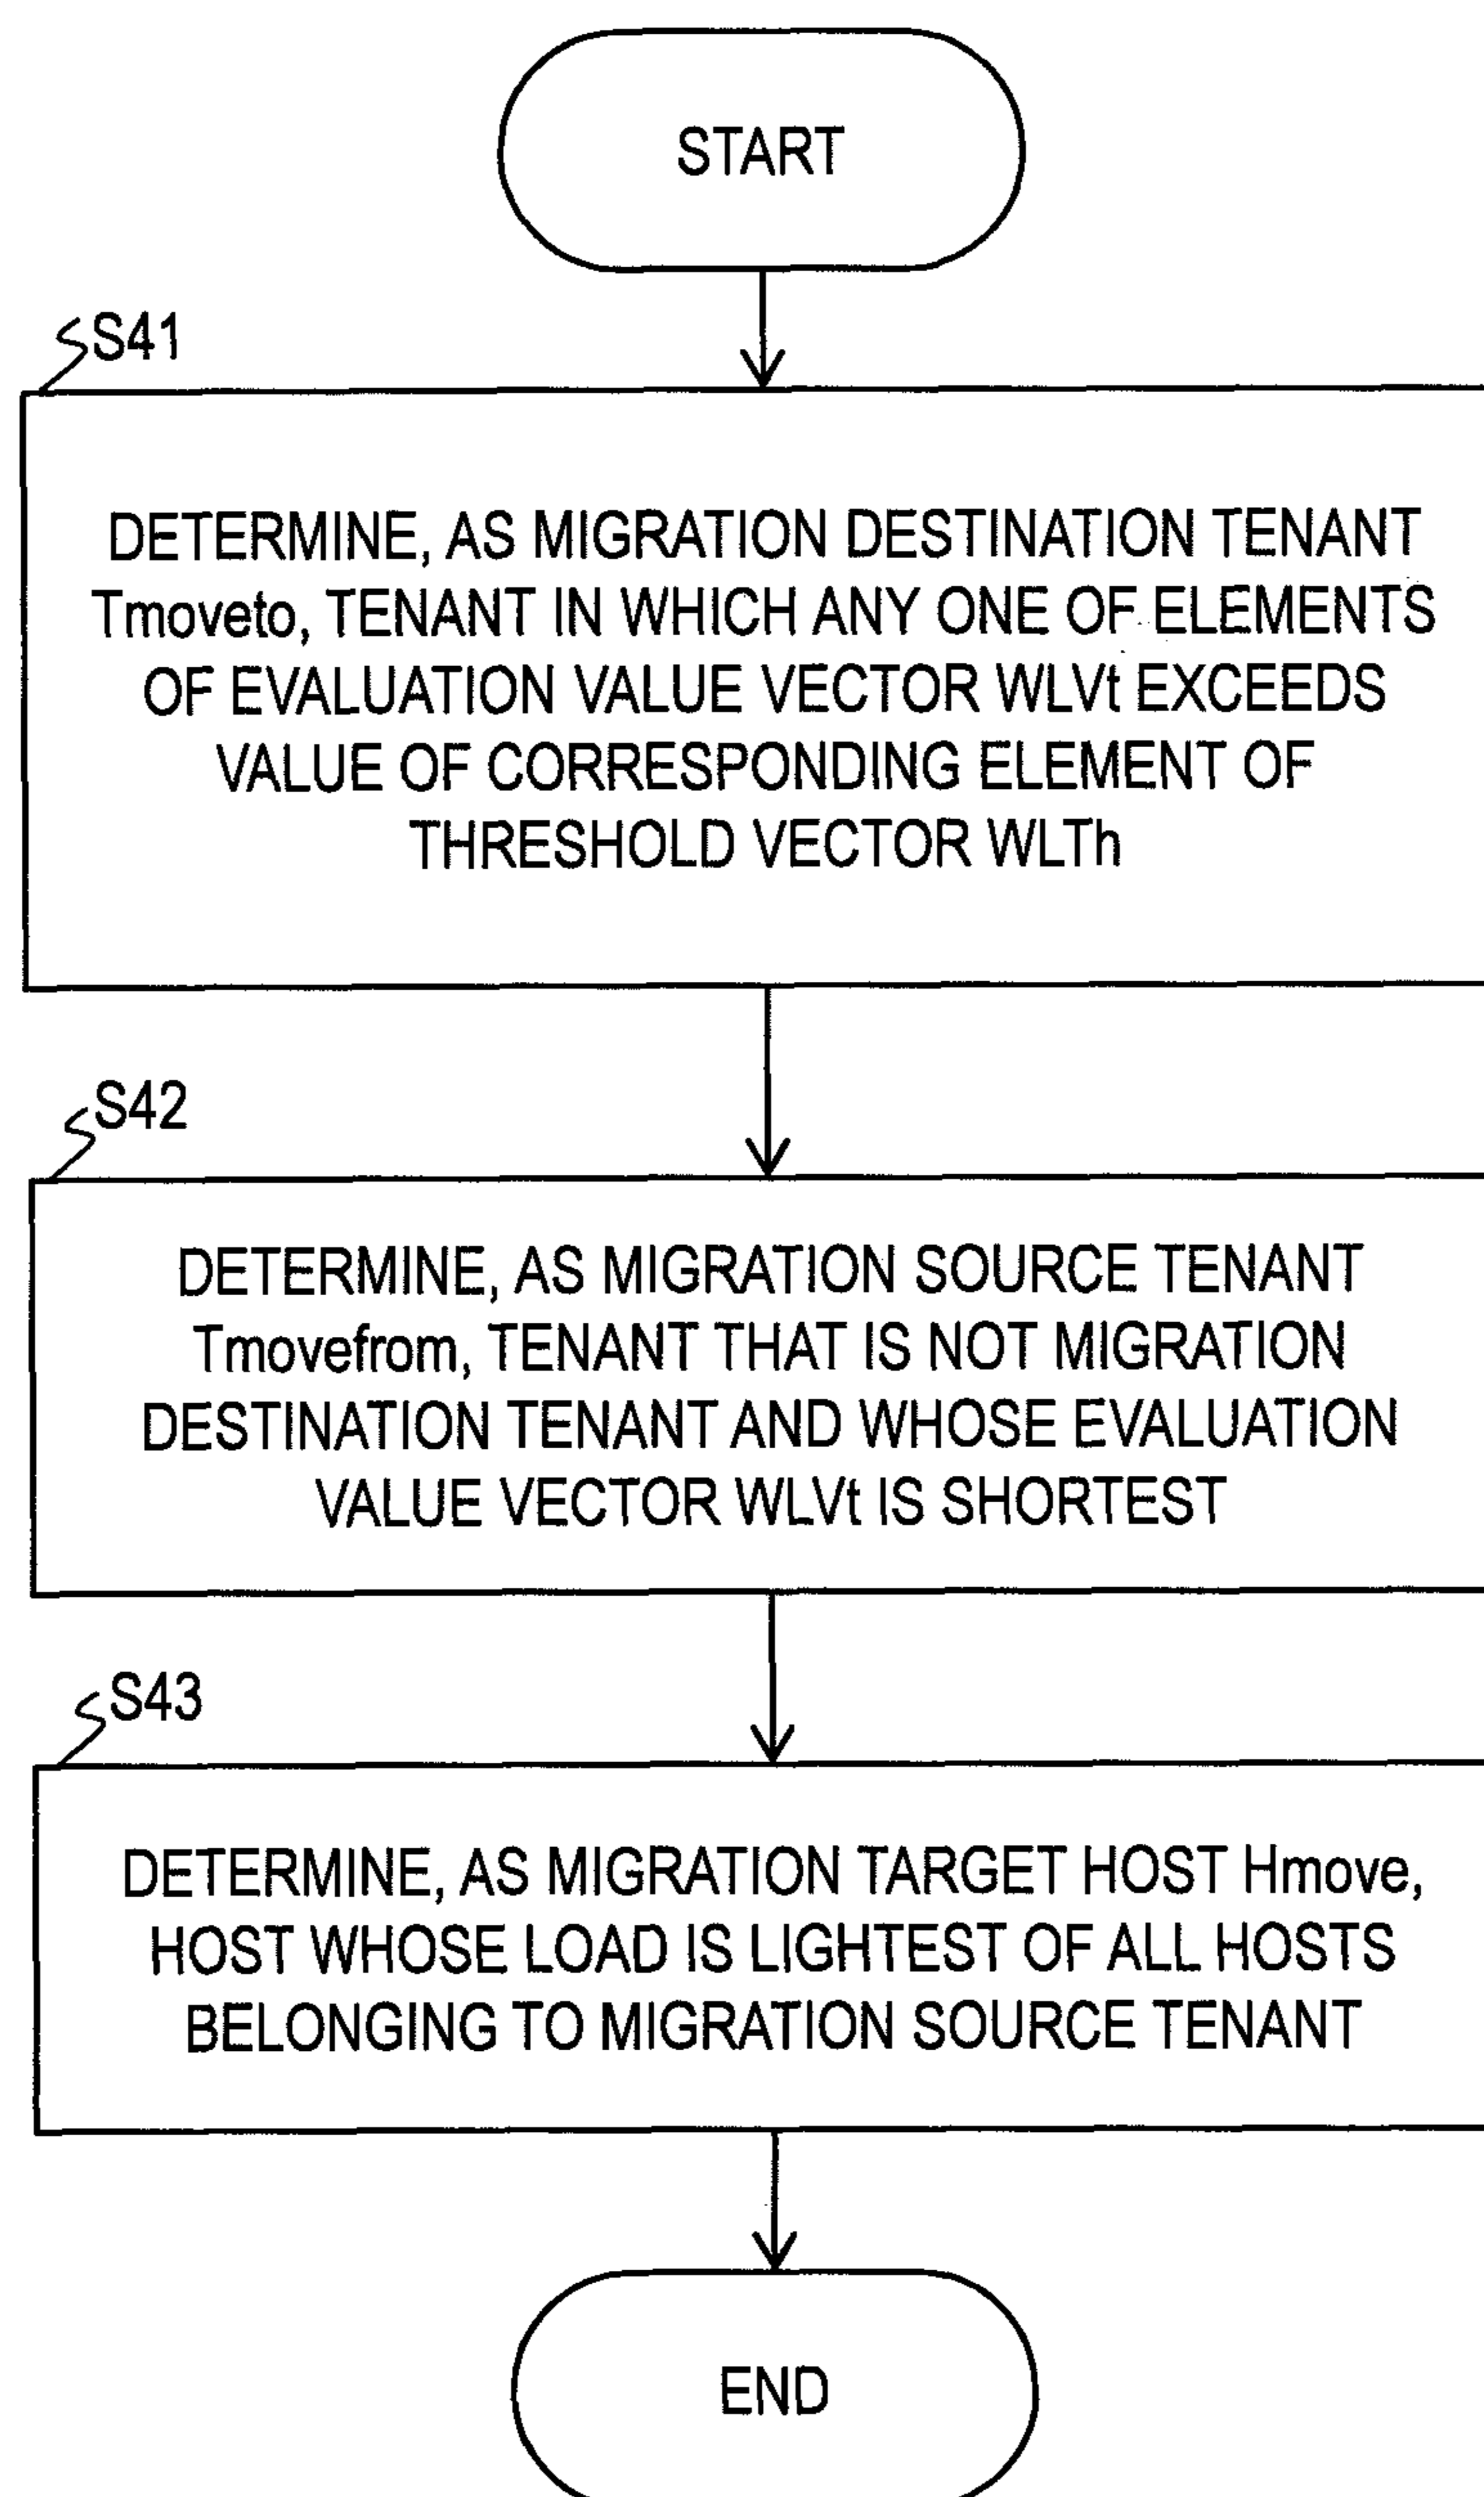 START
S41
DETERMINE, AS MIGRATION DESTINATION TENANT
Tmoveto, TENANT IN WHICH ANY ONE OF ELEMENTS
OF EVALUATION VALUE VECTOR WLVt EXCEEDS
VALUE OF CORRESPONDING ELEMENT OF
THRESHOLD VECTOR WLTh
S42
DETERMINE, AS MIGRATION SOURCE TENANT
Tmovefrom, TENANT THAT IS NOT MIGRATION
DESTINATION TENANT AND WHOSE EVALUATION
VALUE VECTOR WLVt IS SHORTEST
S43
DETERMINE, AS MIGRATION TARGET HOST Hmove,
HOST WHOSE LOAD IS LIGHTEST OF ALL HOSTS
BELONGING TO MIGRATION SOURCE TENANT
END